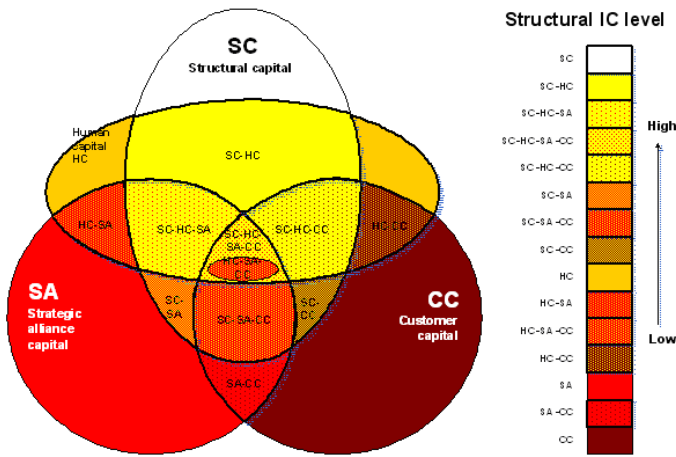 SC
Structural capital
Human
capital
HC
SC-HC
HC-SA
SC-HC-SA
SC-HC-
SA-CC
SC-HC-CC
HC-CC
HC-SA-
CC
SA
Strategic
alliance
capital
SC-
SA
SC-SA-CC
SC-
CC
CC
Customer
capital
SA-CC
Structural IC level
SC
SC-HC
SC-HC-SA
SC-HC-SA-CC
SC-HC-CC
SC-SA
SC-SA-CC
SC-CC
HC
HC-SA
HC-SA-CC
HC-CC
SA
SA-CC
CC
High
Low